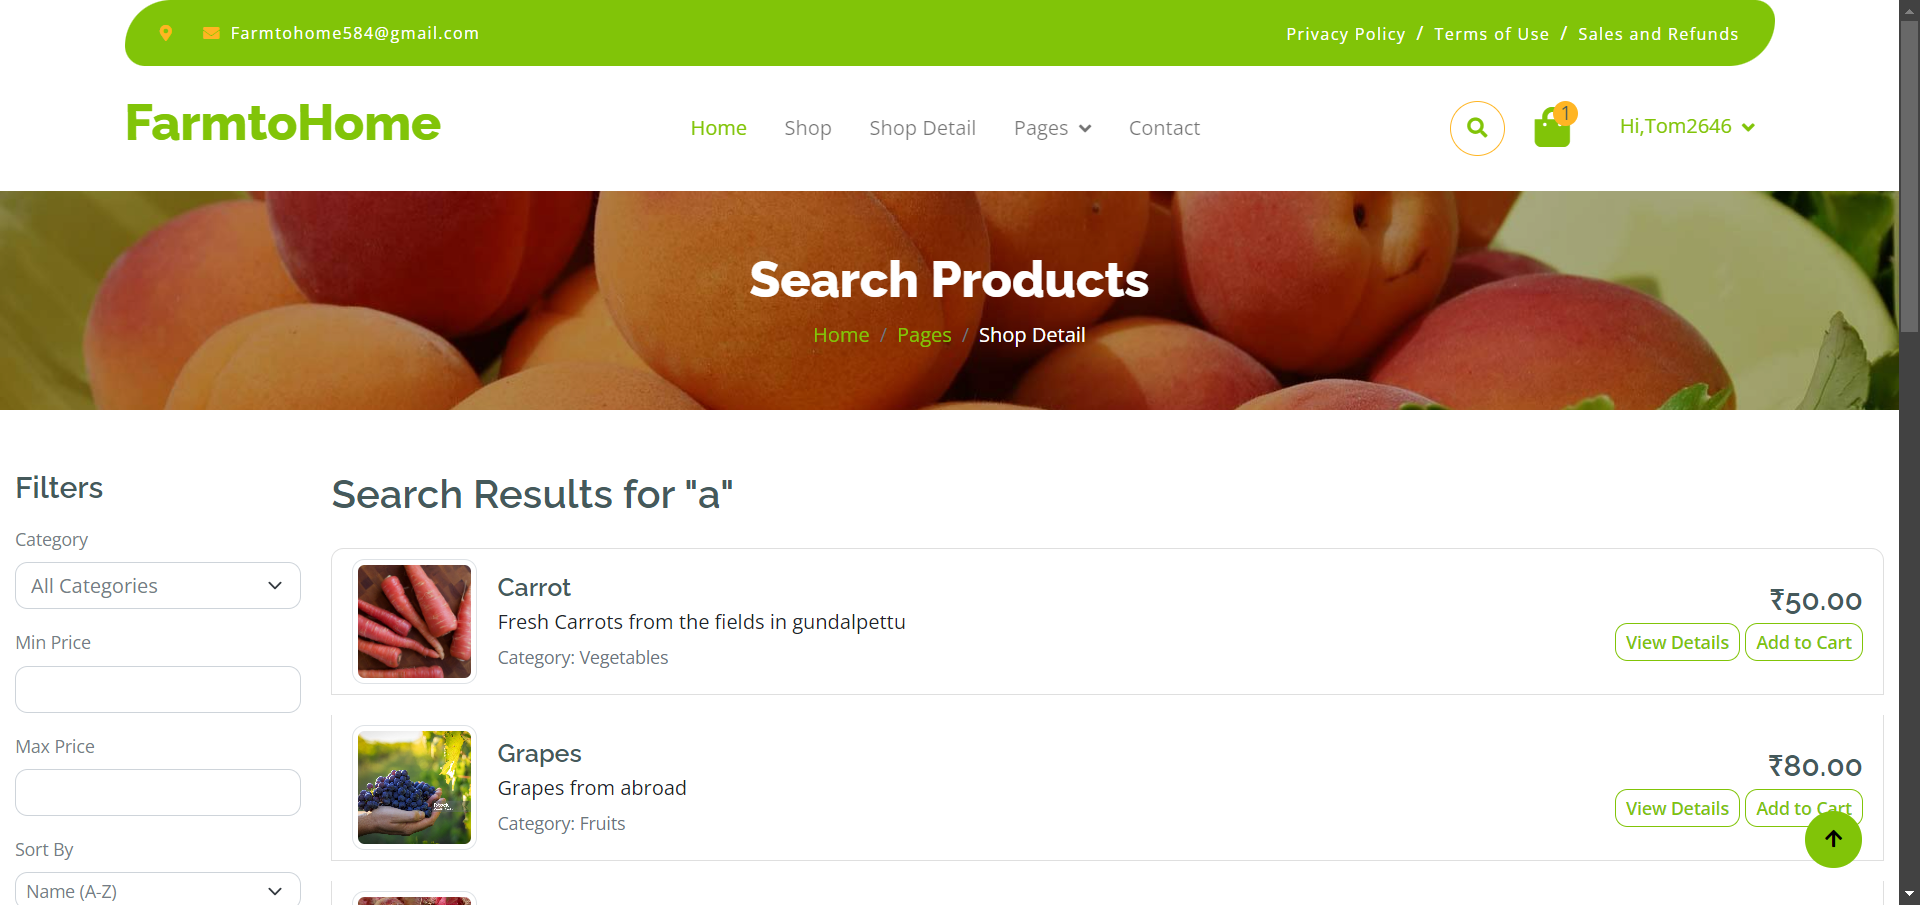 Farmtohome584@gmail.com
Privacy Policy / Terms of Use / Sales and Refunds
FarmtoHome
Home Shop Shop Detail Pages Contact
1
Hi,Tom2646
Search Products
Home / Pages / Shop Detail
Filters
Category
All Categories
Min Price
Max Price
Sort By
Name (A-Z)
Search Results for "a"
Carrot
Fresh Carrots from the fields in gundalpettu
Category: Vegetables
₹50.00
View Details Add to Cart
Grapes
Grapes from abroad
Category: Fruits
₹80.00
View Details Add to Cart